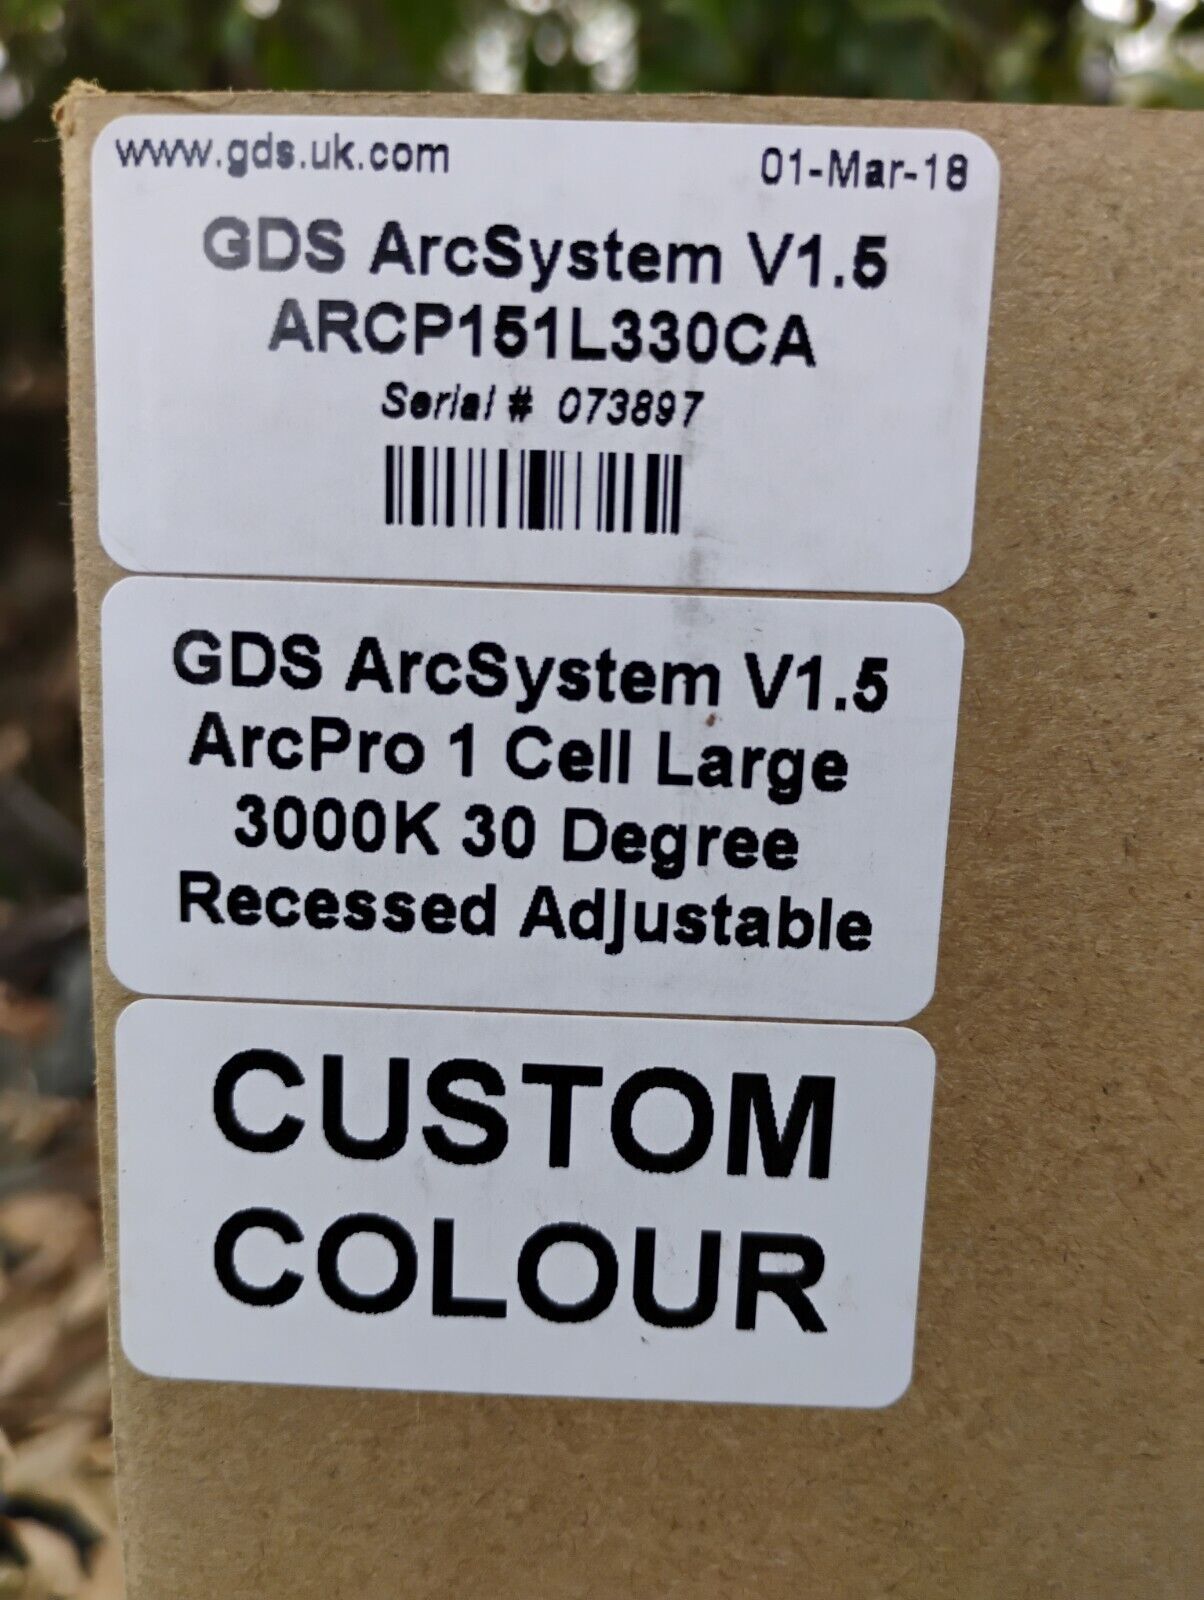 www.gds.uk.com
01-Mar-18
GDS ArcSystem V1.5
ARCP151L330CA
Serial # 073897
GDS ArcSystem V1.5
ArcPro 1 Cell Large
3000K 30 Degree
Recessed Adjustable
CUSTOM
COLOUR